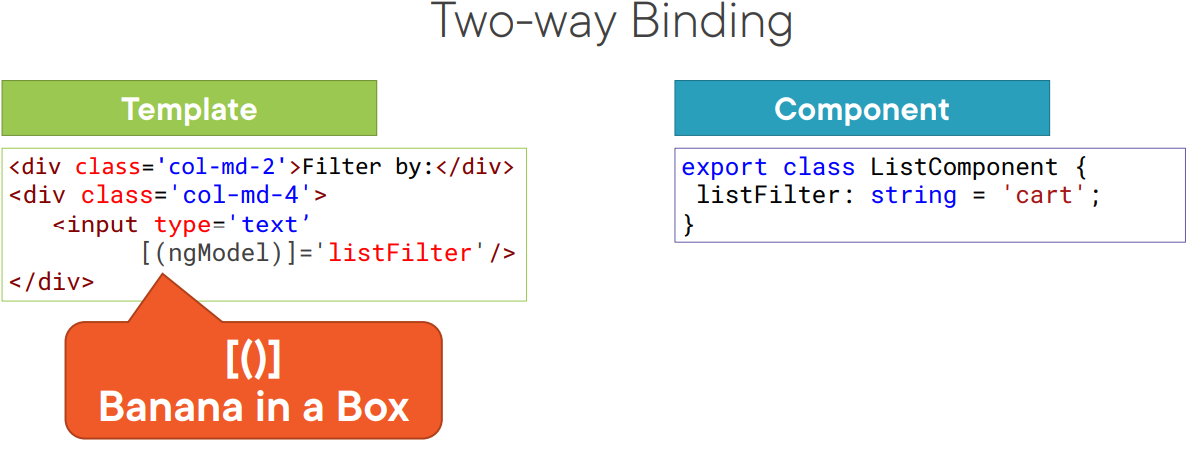 Two-way Binding
Template
<div class='col-md-2'>Filter by:</div>
<div class='col-md-4'>
<input type='text’
[(ngModel)]='listFilter'/>
</div>
[()]
Banana in a Box
Component
export class ListComponent {
listFilter: string = 'cart';
}